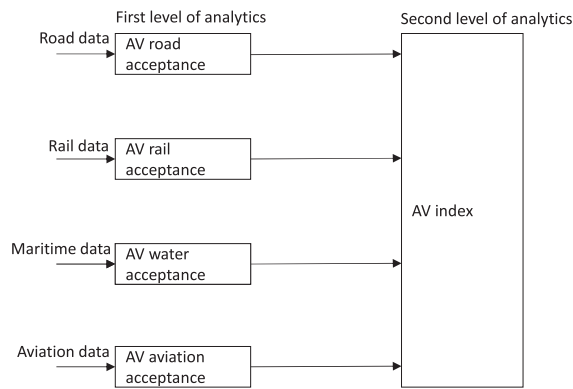 First level of analytics
Second level of analytics
Road data
AV road
acceptance
Rail data
AV rail
acceptance
AV index
Maritime data
AV water
acceptance
Aviation data
AV aviation
acceptance